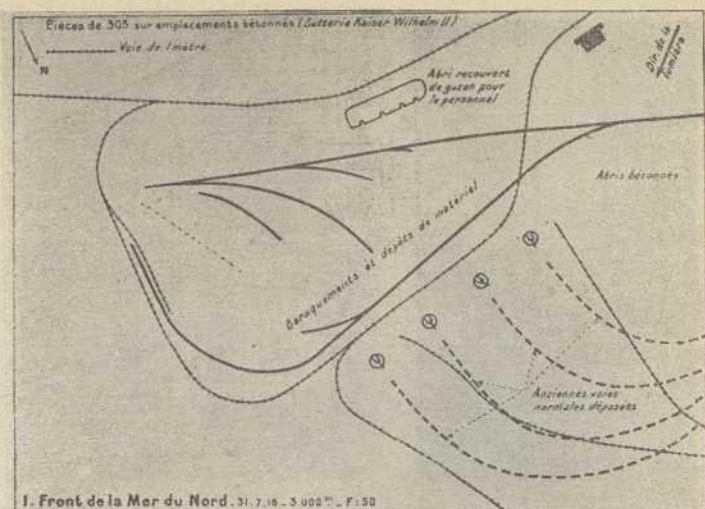 Pièces de 305 sur emplacements bétonnés (Batterie Kaiser Wilhelm II)
Voie de 1 mètre
N
Dir. de la
lumière
Abri recouvert
de gazon pour
le personnel
Abris bétonnés
Baraquements et dépôts de matériel
Anciennes voies
normales déposées
1. Front de la Mer du Nord. 31.7.16 _ 3 000 m _ F: 50